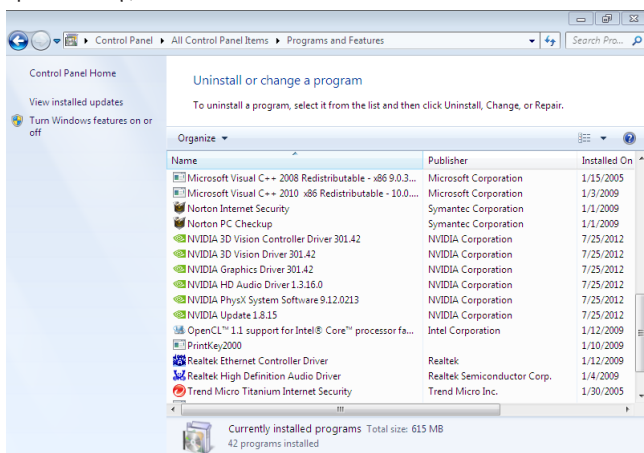 Control Panel ▸ All Control Panel Items ▸ Programs and Features
Search Pro...
Control Panel Home
View installed updates
Turn Windows features on or off
Uninstall or change a program
To uninstall a program, select it from the list and then click Uninstall, Change, or Repair.
Organize
Name Publisher Installed On
Microsoft Visual C++ 2008 Redistributable - x86 9.0.3... Microsoft Corporation 1/15/2005
Microsoft Visual C++ 2010 x86 Redistributable - 10.0.... Microsoft Corporation 1/3/2009
Norton Internet Security Symantec Corporation 1/1/2009
Norton PC Checkup Symantec Corporation 1/1/2009
NVIDIA 3D Vision Controller Driver 301.42 NVIDIA Corporation 7/25/2012
NVIDIA 3D Vision Driver 301.42 NVIDIA Corporation 7/25/2012
NVIDIA Graphics Driver 301.42 NVIDIA Corporation 7/25/2012
NVIDIA HD Audio Driver 1.3.16.0 NVIDIA Corporation 7/25/2012
NVIDIA PhysX System Software 9.12.0213 NVIDIA Corporation 7/25/2012
NVIDIA Update 1.8.15 NVIDIA Corporation 7/25/2012
OpenCL™ 1.1 support for Intel® Core™ processor fa... Intel Corporation 1/12/2009
PrintKey2000 1/10/2009
Realtek Ethernet Controller Driver Realtek 1/12/2009
Realtek High Definition Audio Driver Realtek Semiconductor Corp. 1/4/2009
Trend Micro Titanium Internet Security Trend Micro Inc. 1/30/2005
Currently installed programs Total size: 615 MB
42 programs installed